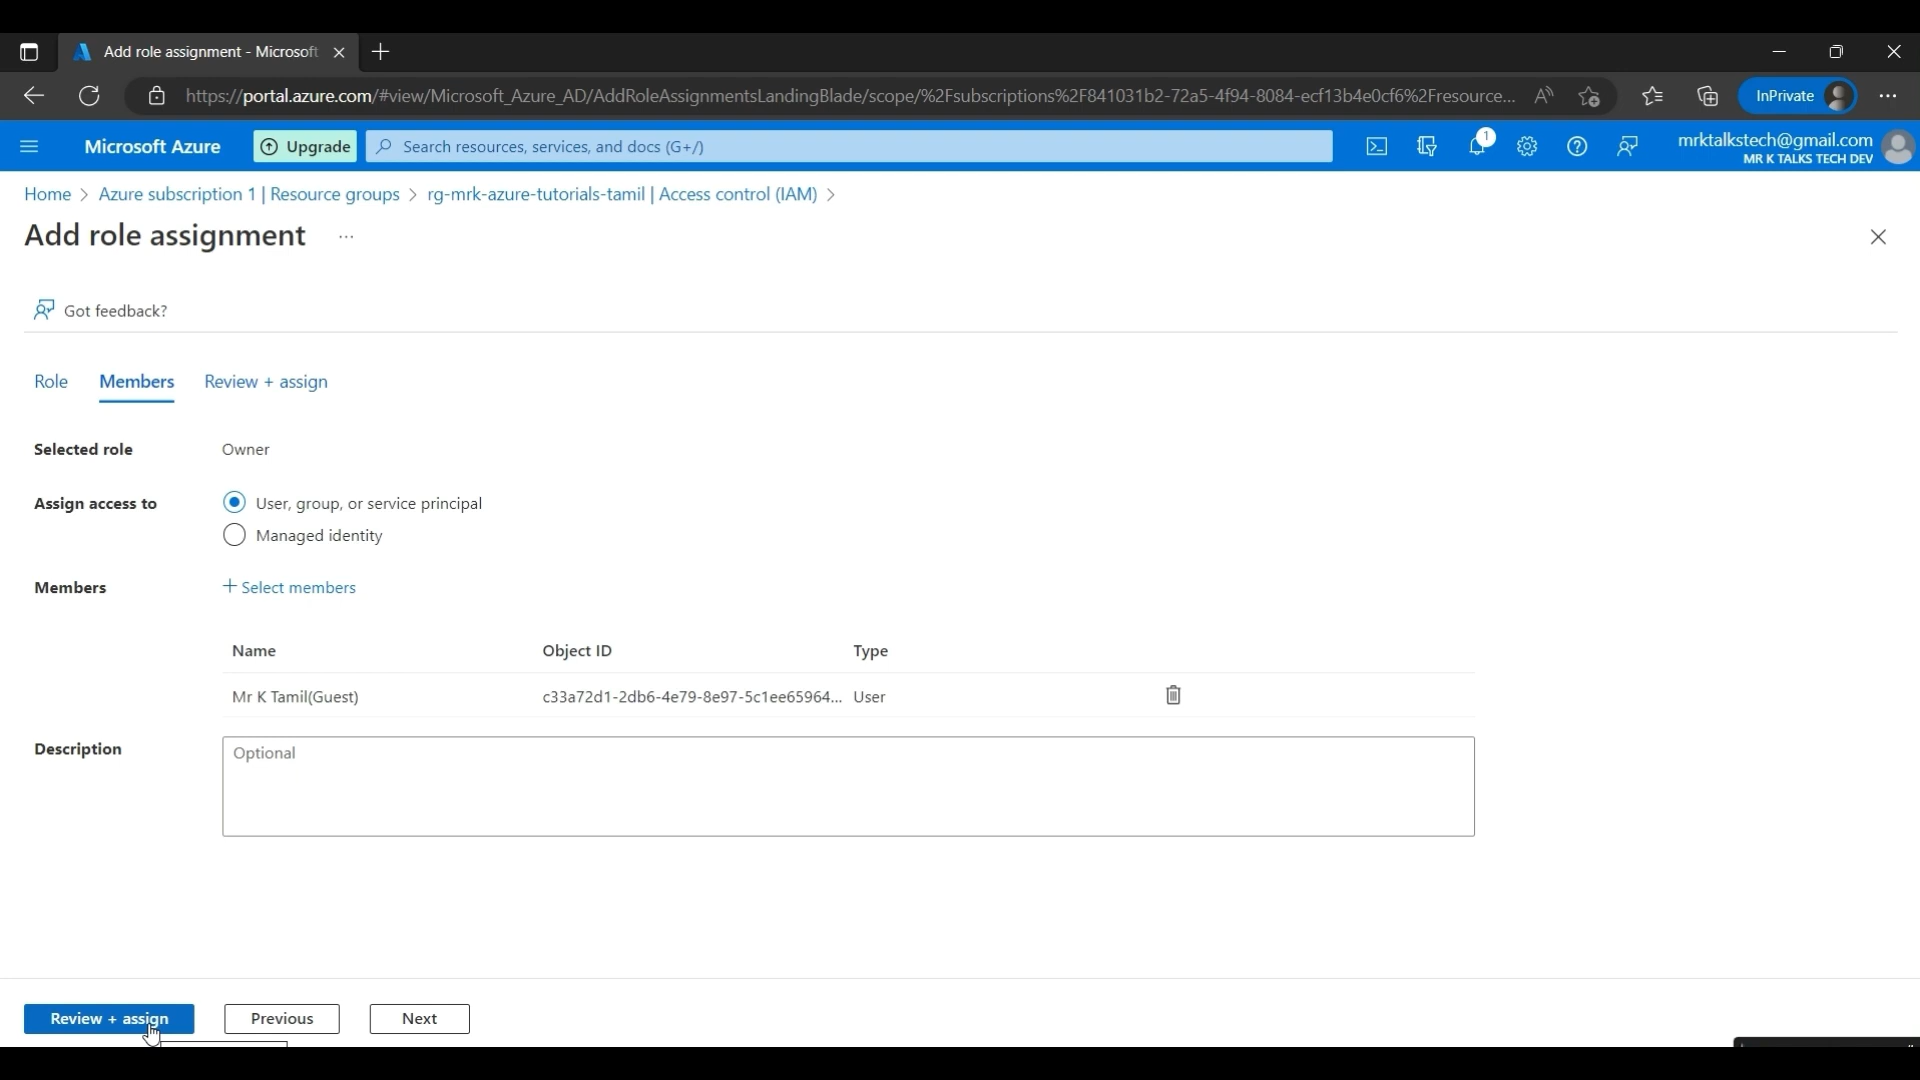 Add role assignment - Microsoft
https://portal.azure.com/#view/Microsoft_Azure_AD/AddRoleAssignmentsLandingBlade/scope/%2Fsubscriptions%2F841031b2-72a5-4f94-8084-ecf13b4e0cf6%2Fresource...
InPrivate
Microsoft Azure
Upgrade
Search resources, services, and docs (G+/)
1
mrktalkstech@gmail.com
MR K TALKS TECH DEV
Home > Azure subscription 1 | Resource groups > rg-mrk-azure-tutorials-tamil | Access control (IAM) >
Add role assignment ...
Got feedback?
Role Members Review + assign
Selected role Owner
Assign access to User, group, or service principal
Managed identity
Members + Select members
Name Object ID Type
Mr K Tamil(Guest) c33a72d1-2db6-4e79-8e97-5c1ee65964... User
Description Optional
Review + assign Previous Next